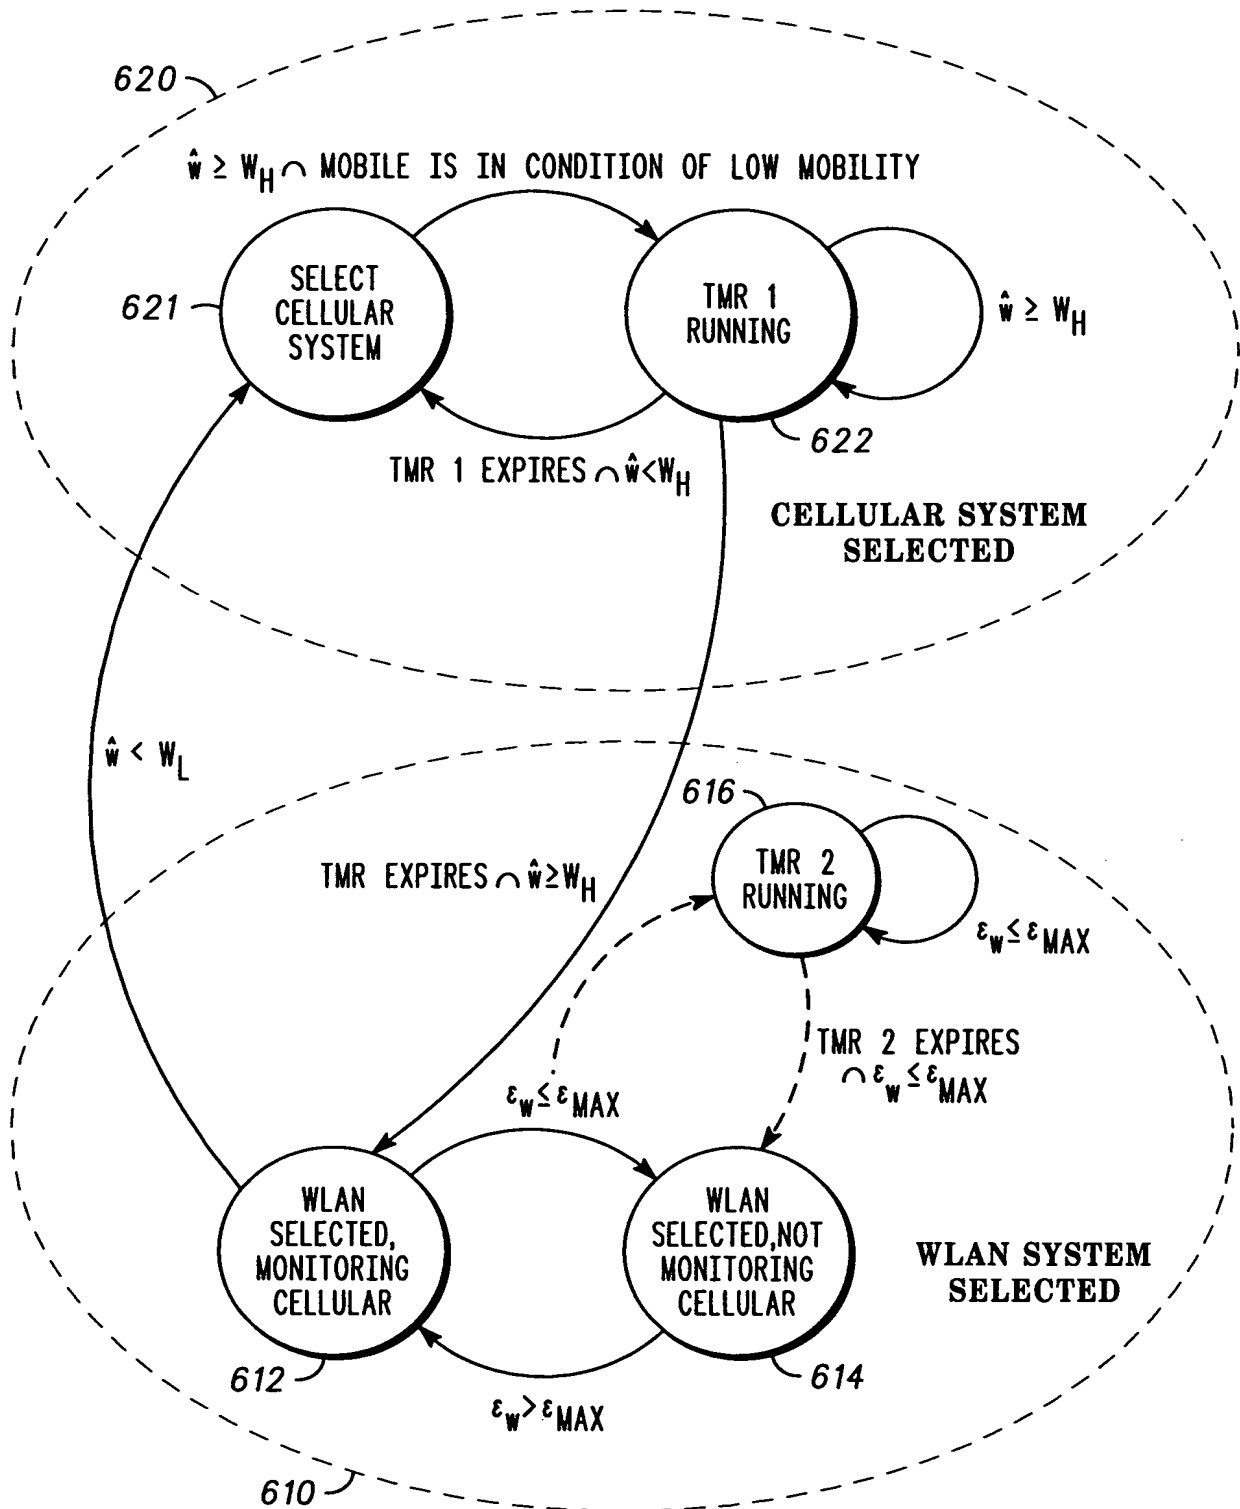 620
ŵ ≥ W_H ∩ MOBILE IS IN CONDITION OF LOW MOBILITY
SELECT
CELLULAR
SYSTEM
621
TMR 1
RUNNING
ŵ ≥ W_H
622
TMR 1 EXPIRES ∩ ŵ<W_H
CELLULAR SYSTEM
SELECTED
ŵ < W_L
616
TMR 2
RUNNING
TMR EXPIRES ∩ ŵ≥W_H
ε_w ≤ ε_MAX
TMR 2 EXPIRES
∩ ε_w ≤ ε_MAX
ε_w ≤ ε_MAX
WLAN
SELECTED,
MONITORING
CELLULAR
WLAN
SELECTED,NOT
MONITORING
CELLULAR
WLAN SYSTEM
SELECTED
612
614
ε_w > ε_MAX
610